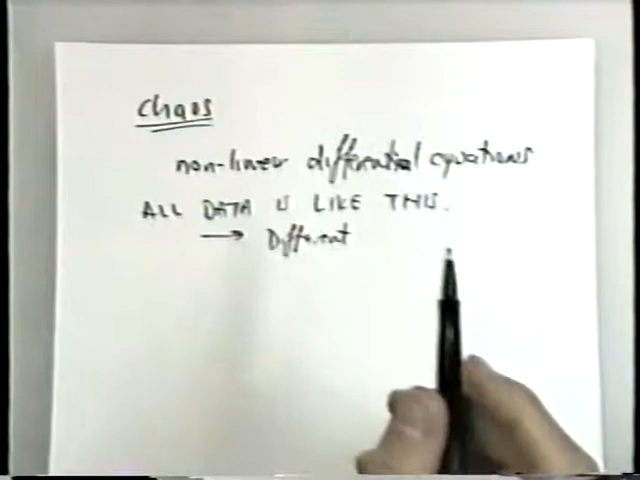 Chaos
non-linear differential equations
ALL DATA IS LIKE THIS.
→ Different